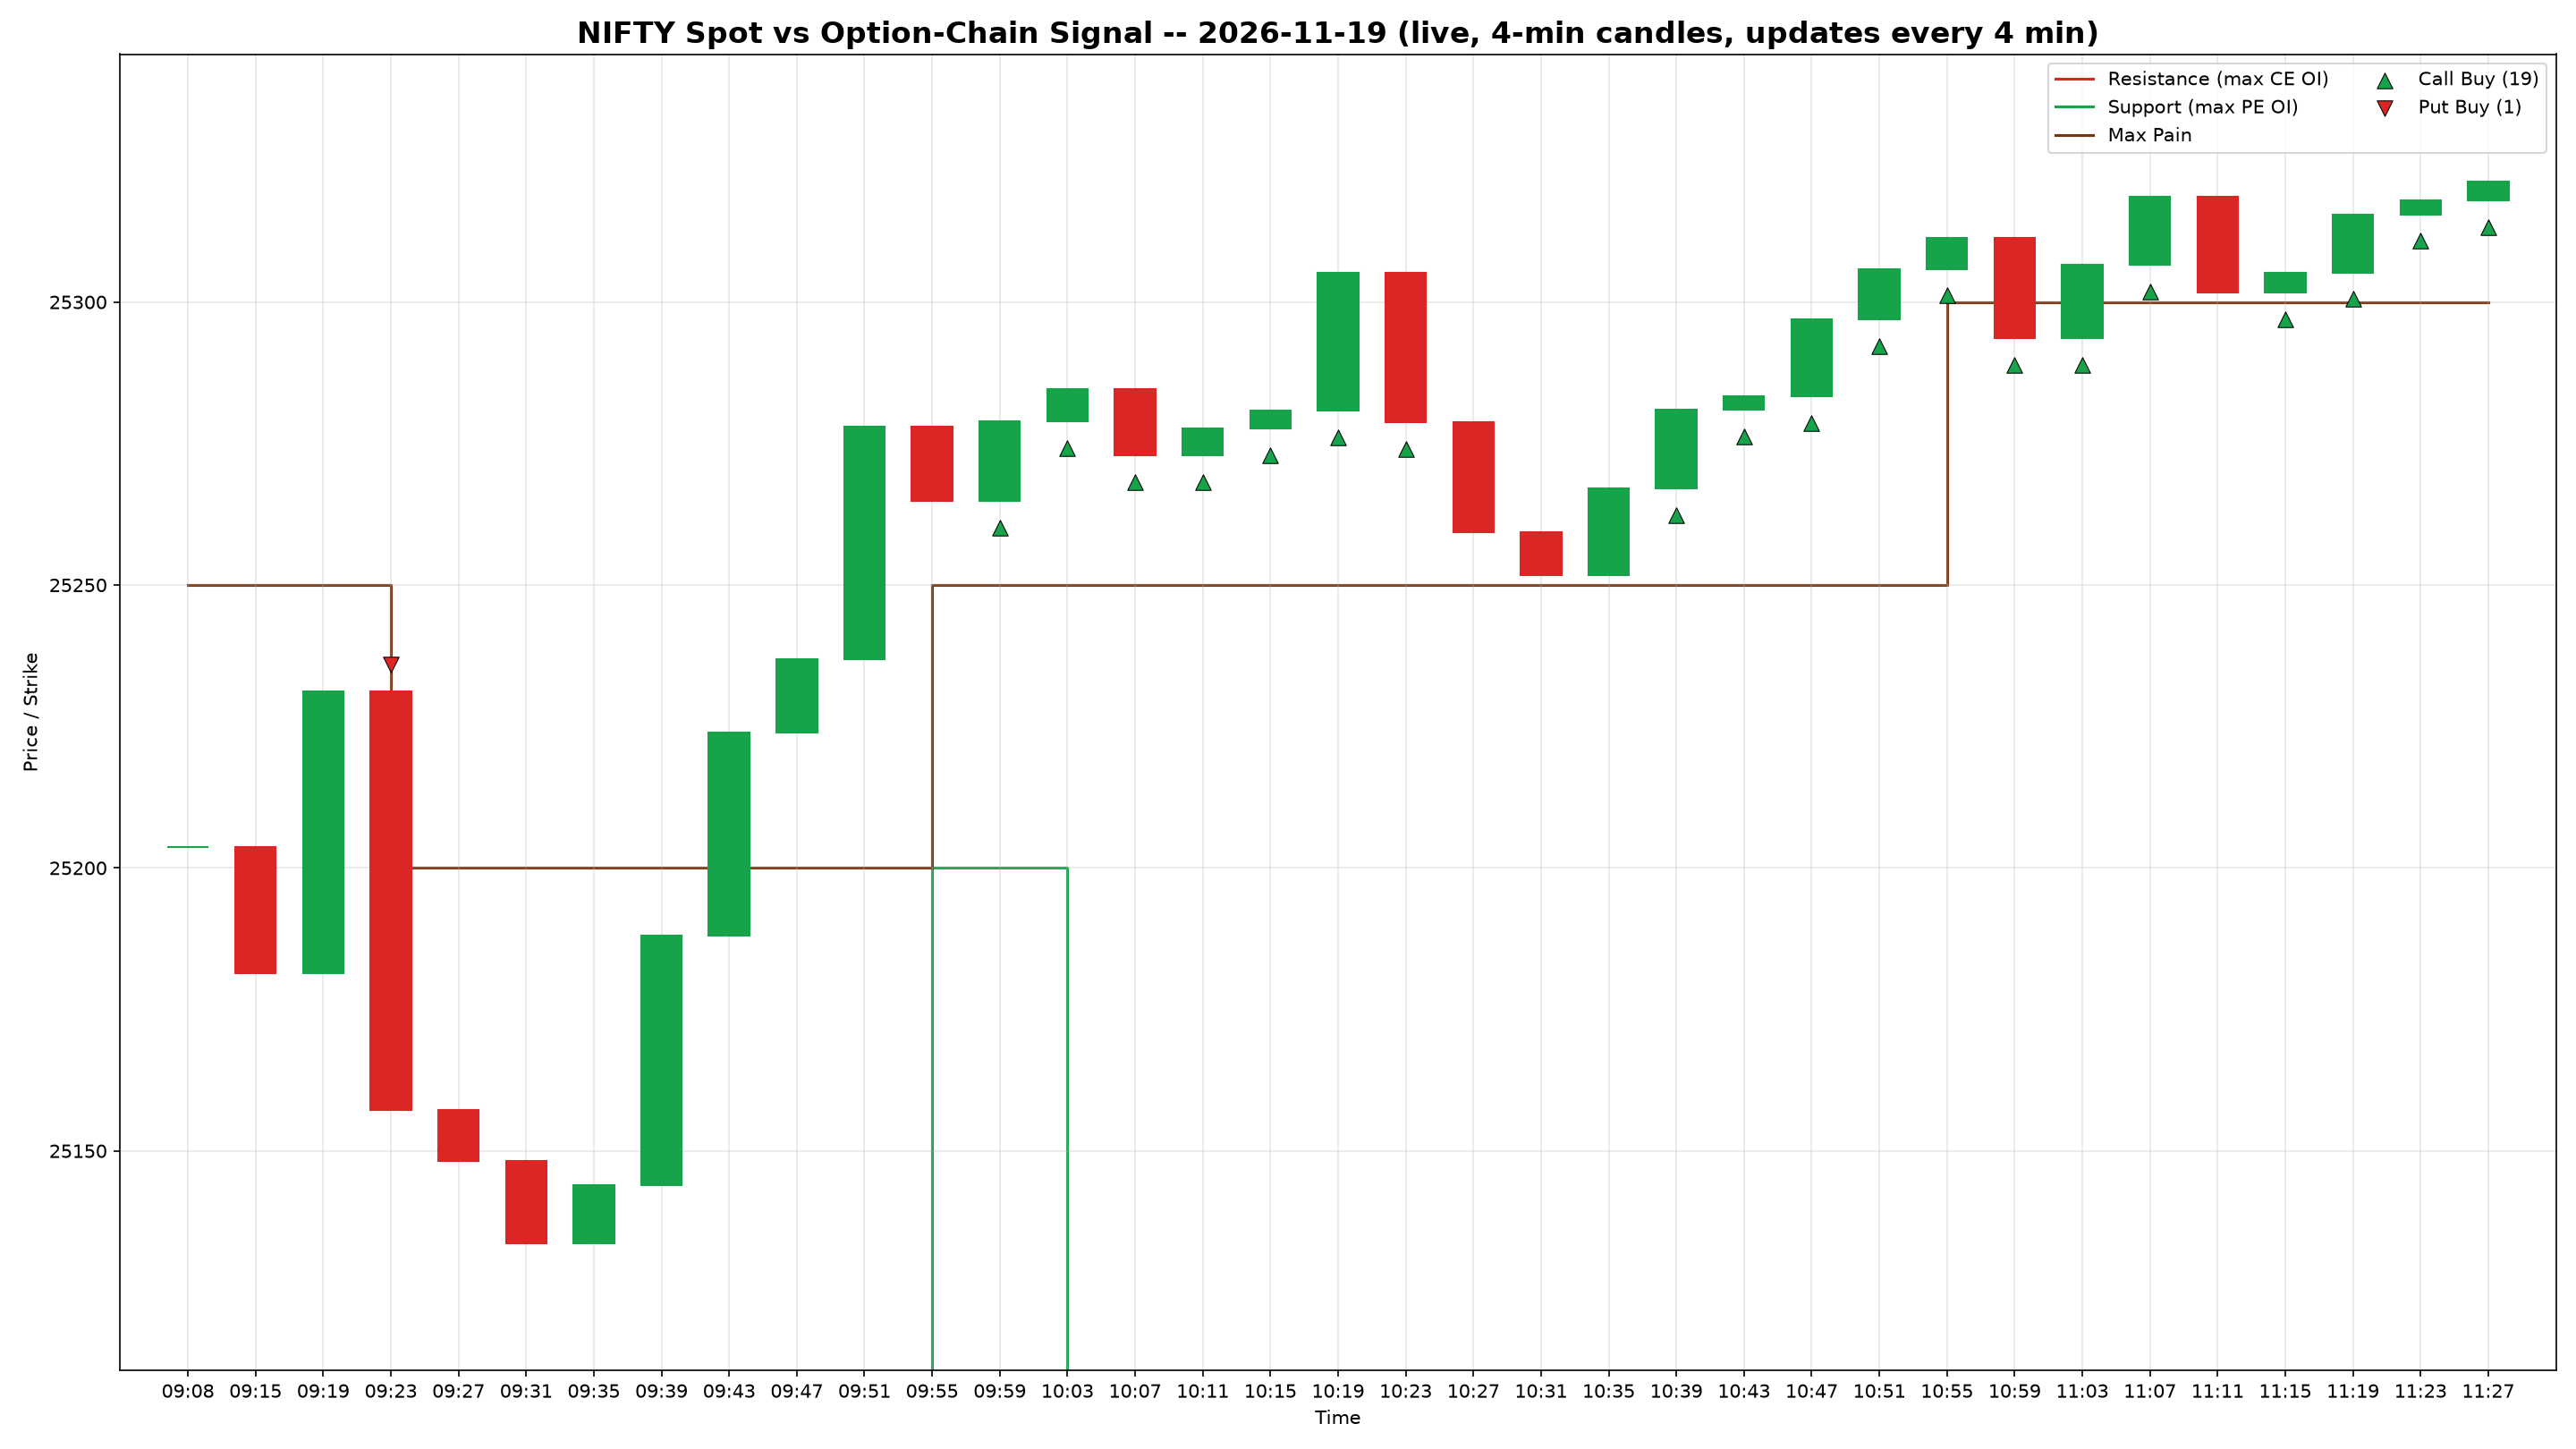 NIFTY Spot vs Option-Chain Signal -- 2026-11-19 (live, 4-min candles, updates every 4 min)
Resistance (max CE OI)
Support (max PE OI)
Max Pain
Call Buy (19)
Put Buy (1)
Price / Strike
25300
25250
25200
25150
09:08 09:15 09:19 09:23 09:27 09:31 09:35 09:39 09:43 09:47 09:51 09:55 09:59 10:03 10:07 10:11 10:15 10:19 10:23 10:27 10:31 10:35 10:39 10:43 10:47 10:51 10:55 10:59 11:03 11:07 11:11 11:15 11:19 11:23 11:27
Time